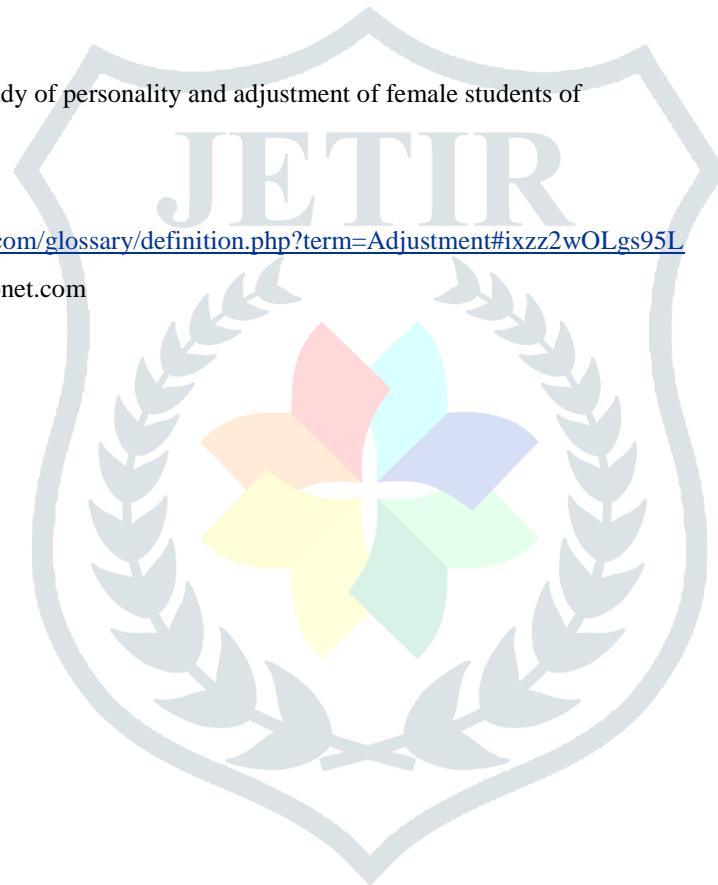 dy of personality and adjustment of female students of
JETIR
com/glossary/definition.php?term=Adjustment#ixzz2wOLgs95L
net.com